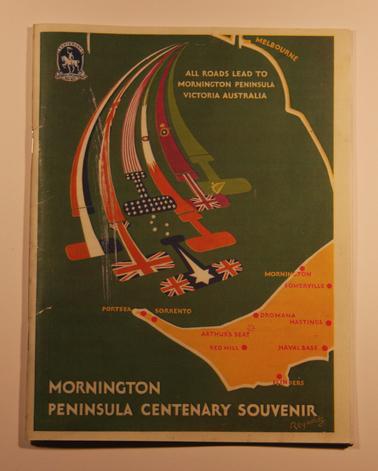 MELBOURNE
ALL ROADS LEAD TO
MORNINGTON PENINSULA
VICTORIA AUSTRALIA
MORNINGTON
SOMERVILLE
PORTSEA
SORRENTO
DROMANA
HASTINGS
ARTHUR'S SEAT
RED HILL
NAVAL BASE
FLINDERS
MORNINGTON
PENINSULA CENTENARY SOUVENIR